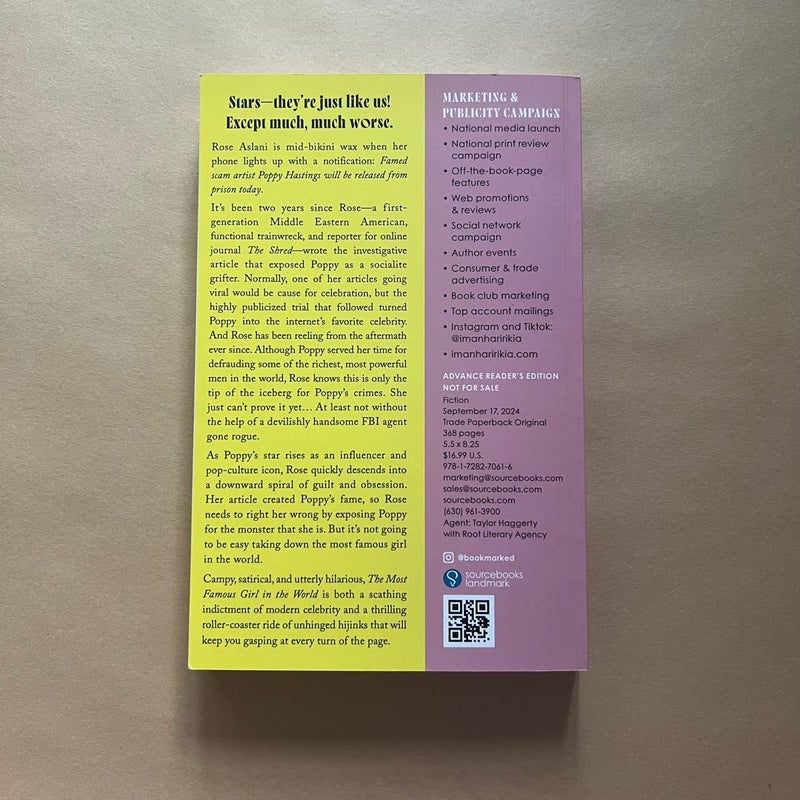 Stars—they're just like us!
Except much, much worse.
Rose Aslani is mid-bikini wax when her
phone lights up with a notification: Famed
scam artist Poppy Hastings will be released from
prison today.
It's been two years since Rose—a first-
generation Middle Eastern American,
functional trainwreck, and reporter for online
journal The Shred—wrote the investigative
article that exposed Poppy as a socialite
grifter. Normally, one of her articles going
viral would be cause for celebration, but the
highly publicized trial that followed turned
Poppy into the internet's favorite celebrity.
And Rose has been reeling from the aftermath
ever since. Although Poppy served her time for
defrauding some of the richest, most powerful
men in the world, Rose knows this is only the
tip of the iceberg for Poppy's crimes. She
just can't prove it yet... At least not without
the help of a devilishly handsome FBI agent
gone rogue.
As Poppy's star rises as an influencer and
pop-culture icon, Rose quickly descends into
a downward spiral of guilt and obsession.
Her article created Poppy's fame, so Rose
needs to right her wrong by exposing Poppy
for the monster that she is. But it's not going
to be easy taking down the most famous girl
in the world.
Campy, satirical, and utterly hilarious, The Most
Famous Girl in the World is both a scathing
indictment of modern celebrity and a thrilling
roller-coaster ride of unhinged hijinks that will
keep you gasping at every turn of the page.
MARKETING &
PUBLICITY CAMPAIGN
• National media launch
• National print review
campaign
• Off-the-book-page
features
• Web promotions
& reviews
• Social network
campaign
• Author events
• Consumer & trade
advertising
• Book club marketing
• Top account mailings
• Instagram and Tiktok:
@imanharirikia
• imanharirikia.com
ADVANCE READER'S EDITION
NOT FOR SALE
Fiction
September 17, 2024
Trade Paperback Original
368 pages
5.5 x 8.25
$16.99 U.S.
978-1-7282-7061-6
marketing@sourcebooks.com
sales@sourcebooks.com
sourcebooks.com
(630) 961-3900
Agent: Taylor Haggerty
with Root Literary Agency
@bookmarked
sourcebooks
landmark